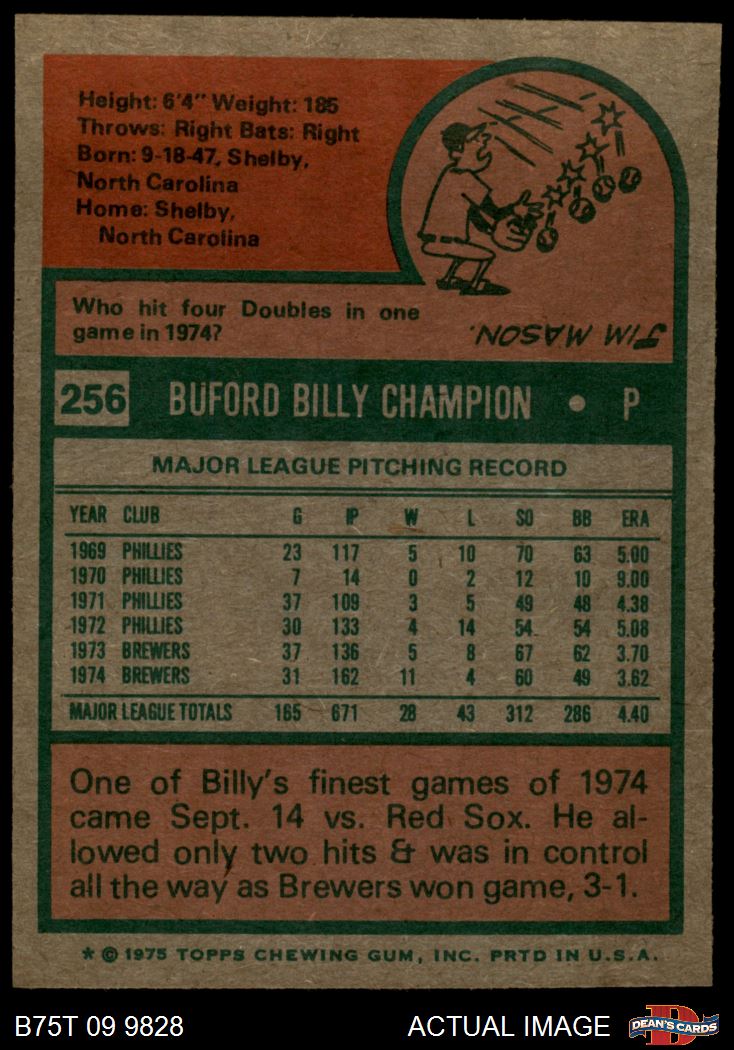 Height: 6'4" Weight: 185
Throws: Right Bats: Right
Born: 9-18-47, Shelby,
North Carolina
Home: Shelby,
North Carolina
Who hit four Doubles in one
game in 1974?
JIM MASON.
256 BUFORD BILLY CHAMPION • P
MAJOR LEAGUE PITCHING RECORD
YEAR CLUB G IP W L SO BB ERA
1969 PHILLIES 23 117 5 10 70 63 5.00
1970 PHILLIES 7 14 0 2 12 10 9.00
1971 PHILLIES 37 109 3 5 49 48 4.38
1972 PHILLIES 30 133 4 14 54 54 5.08
1973 BREWERS 37 136 5 8 67 62 3.70
1974 BREWERS 31 162 11 4 60 49 3.62
MAJOR LEAGUE TOTALS 165 671 28 43 312 286 4.40
One of Billy's finest games of 1974
came Sept. 14 vs. Red Sox. He al-
lowed only two hits & was in control
all the way as Brewers won game, 3-1.
* © 1975 TOPPS CHEWING GUM, INC. PRTD IN U.S.A.
B75T 09 9828 ACTUAL IMAGE D DEAN'S CARDS